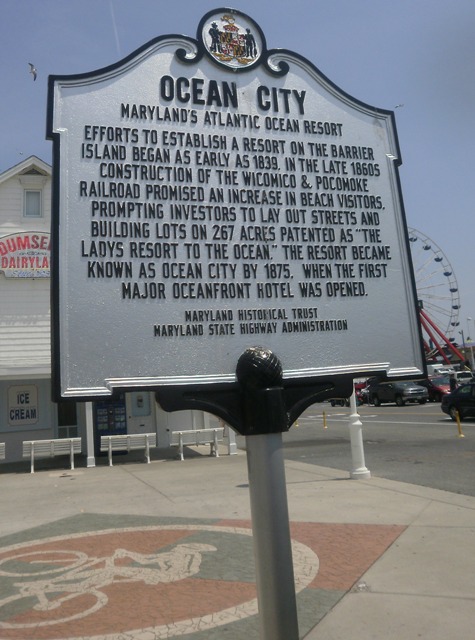 OCEAN CITY
MARYLAND'S ATLANTIC OCEAN RESORT
EFFORTS TO ESTABLISH A RESORT ON THE BARRIER
ISLAND BEGAN AS EARLY AS 1839. IN THE LATE 1860S
CONSTRUCTION OF THE WICOMICO & POCOMOKE
RAILROAD PROMISED AN INCREASE IN BEACH VISITORS,
PROMPTING INVESTORS TO LAY OUT STREETS AND
BUILDING LOTS ON 267 ACRES PATENTED AS "THE
LADYS RESORT TO THE OCEAN." THE RESORT BECAME
KNOWN AS OCEAN CITY BY 1875. WHEN THE FIRST
MAJOR OCEANFRONT HOTEL WAS OPENED.
MARYLAND HISTORICAL TRUST
MARYLAND STATE HIGHWAY ADMINISTRATION
DUMSE
DAIRYLA
ICE
CREAM